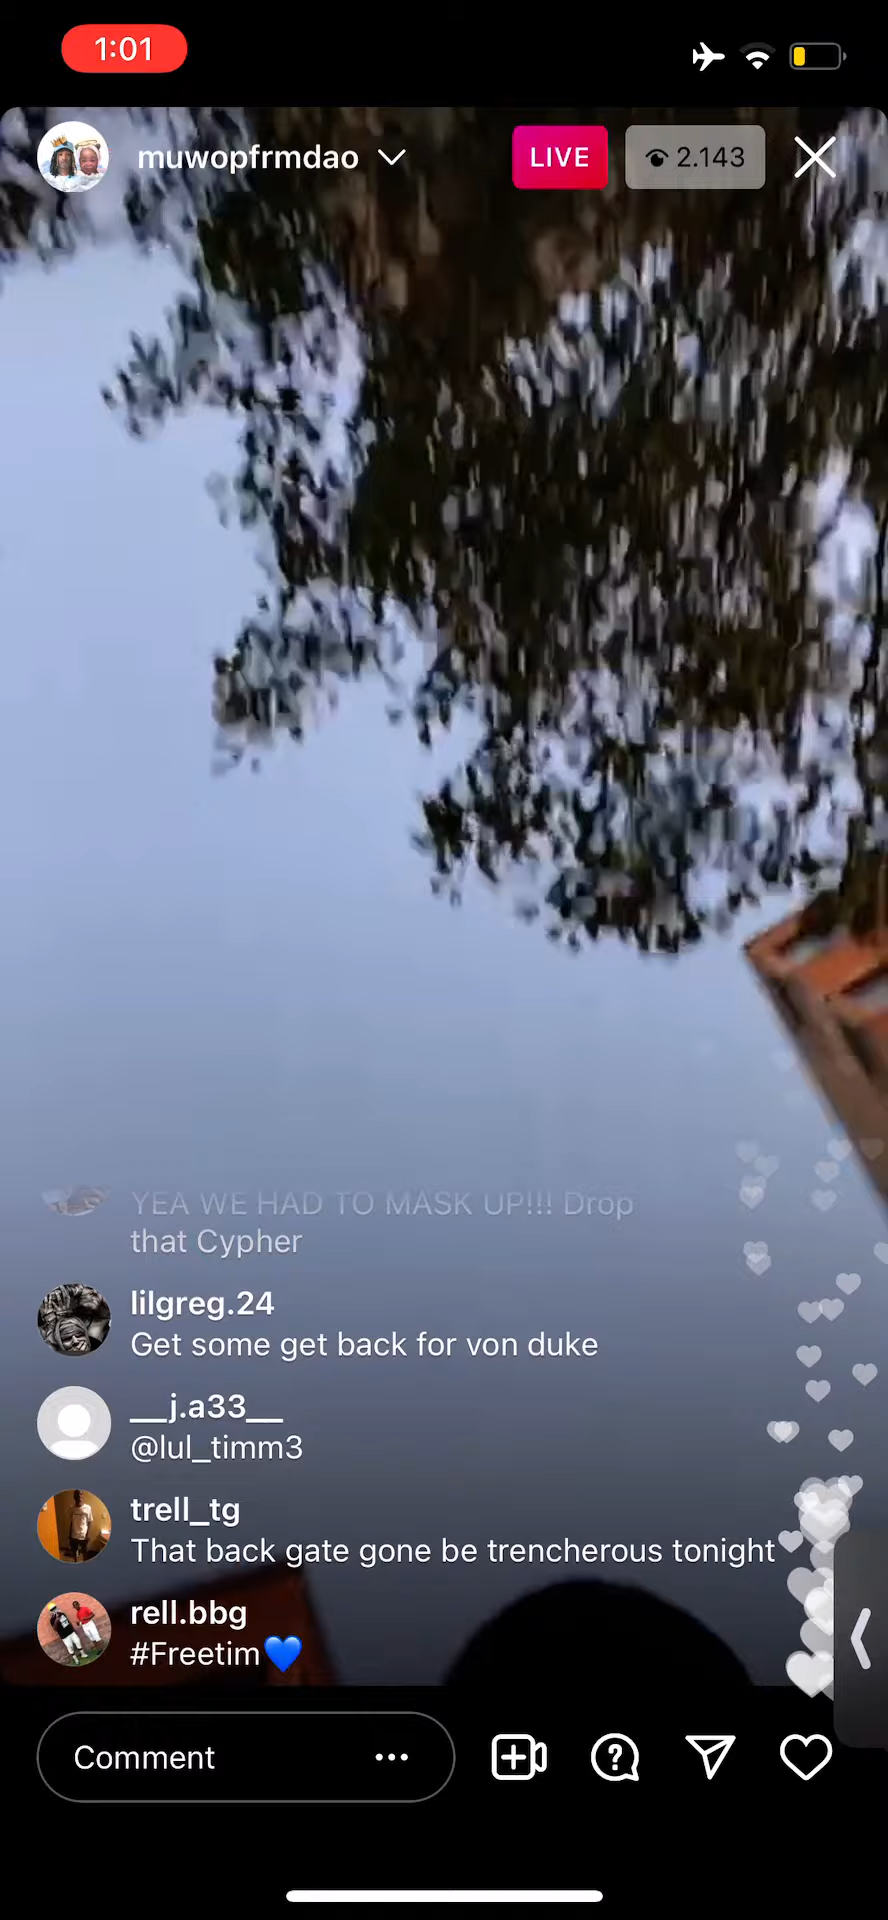 1:01
muwopfrmdao
LIVE
2.143
YEA WE HAD TO MASK UP!!! Drop
that Cypher
lilgreg.24
Get some get back for von duke
__j.a33__
@lul_timm3
trell_tg
That back gate gone be trencherous tonight
rell.bbg
#Freetim💙
Comment